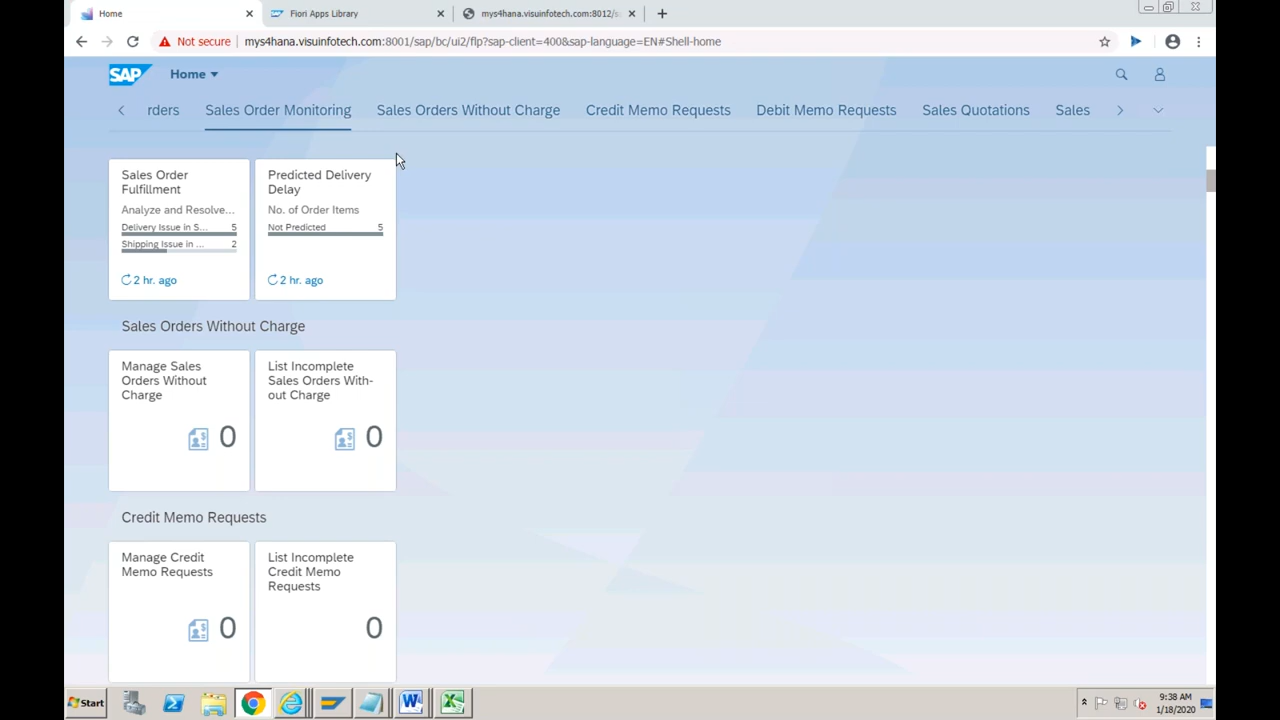 Home
Fiori Apps Library
mys4hana.visuinfotech.com:8012/s
Not secure
mys4hana.visuinfotech.com:8001/sap/bc/ui2/flp?sap-client=400&sap-language=EN#Shell-home
SAP
Home
rders
Sales Order Monitoring
Sales Orders Without Charge
Credit Memo Requests
Debit Memo Requests
Sales Quotations
Sales
Sales Order
Fulfillment
Analyze and Resolve...
Delivery Issue in S... 5
Shipping Issue in ... 2
2 hr. ago
Predicted Delivery
Delay
No. of Order Items
Not Predicted 5
2 hr. ago
Sales Orders Without Charge
Manage Sales
Orders Without
Charge
0
List Incomplete
Sales Orders With-
out Charge
0
Credit Memo Requests
Manage Credit
Memo Requests
0
List Incomplete
Credit Memo
Requests
0
Start
9:38 AM
1/18/2020